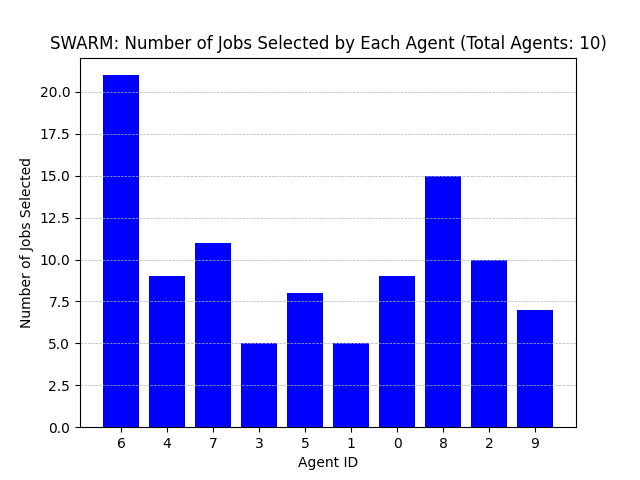 SWARM: Number of Jobs Selected by Each Agent (Total Agents: 10)
20.0
17.5
15.0
12.5
10.0
7.5
5.0
2.5
0.0
Number of Jobs Selected
6 4 7 3 5 1 0 8 2 9
Agent ID